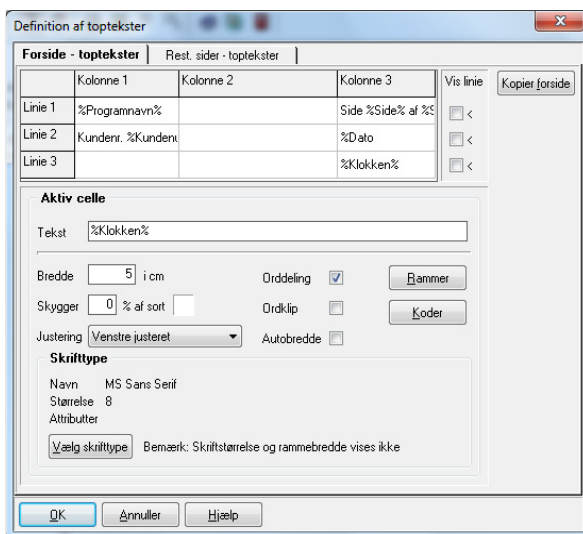 Definition af toptekster
Forside - toptekster Rest. sider - toptekster
Kolonne 1 Kolonne 2 Kolonne 3 Vis linie Kopier forside
Linie 1 %Programnavn% Side %Side% af %S <
Linie 2 Kundenr. %Kundenu %Dato <
Linie 3 %Klokken% <
Aktiv celle
Tekst %Klokken%
Bredde 5 i cm Orddeling Rammer
Skygger 0 % af sort Ordklip Koder
Justering Venstre justeret Autobredde
Skrifttype
Navn MS Sans Serif
Størrelse 8
Attributter
Vælg skrifttype Bemærk: Skriftstørrelse og rammebredde vises ikke
OK Annuller Hjælp